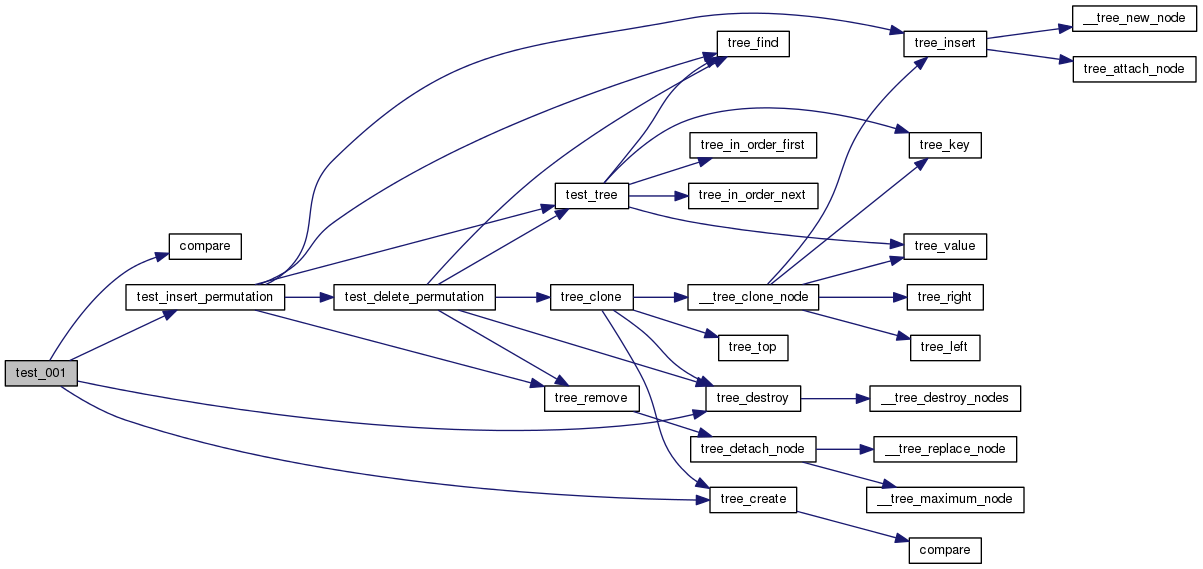 __tree_new_node
tree_find
tree_insert
tree_attach_node
tree_in_order_first
tree_key
test_tree
tree_in_order_next
compare
tree_value
test_insert_permutation
test_delete_permutation
tree_clone
__tree_clone_node
tree_right
tree_top
tree_left
test_001
tree_remove
tree_destroy
__tree_destroy_nodes
tree_detach_node
__tree_replace_node
tree_create
__tree_maximum_node
compare